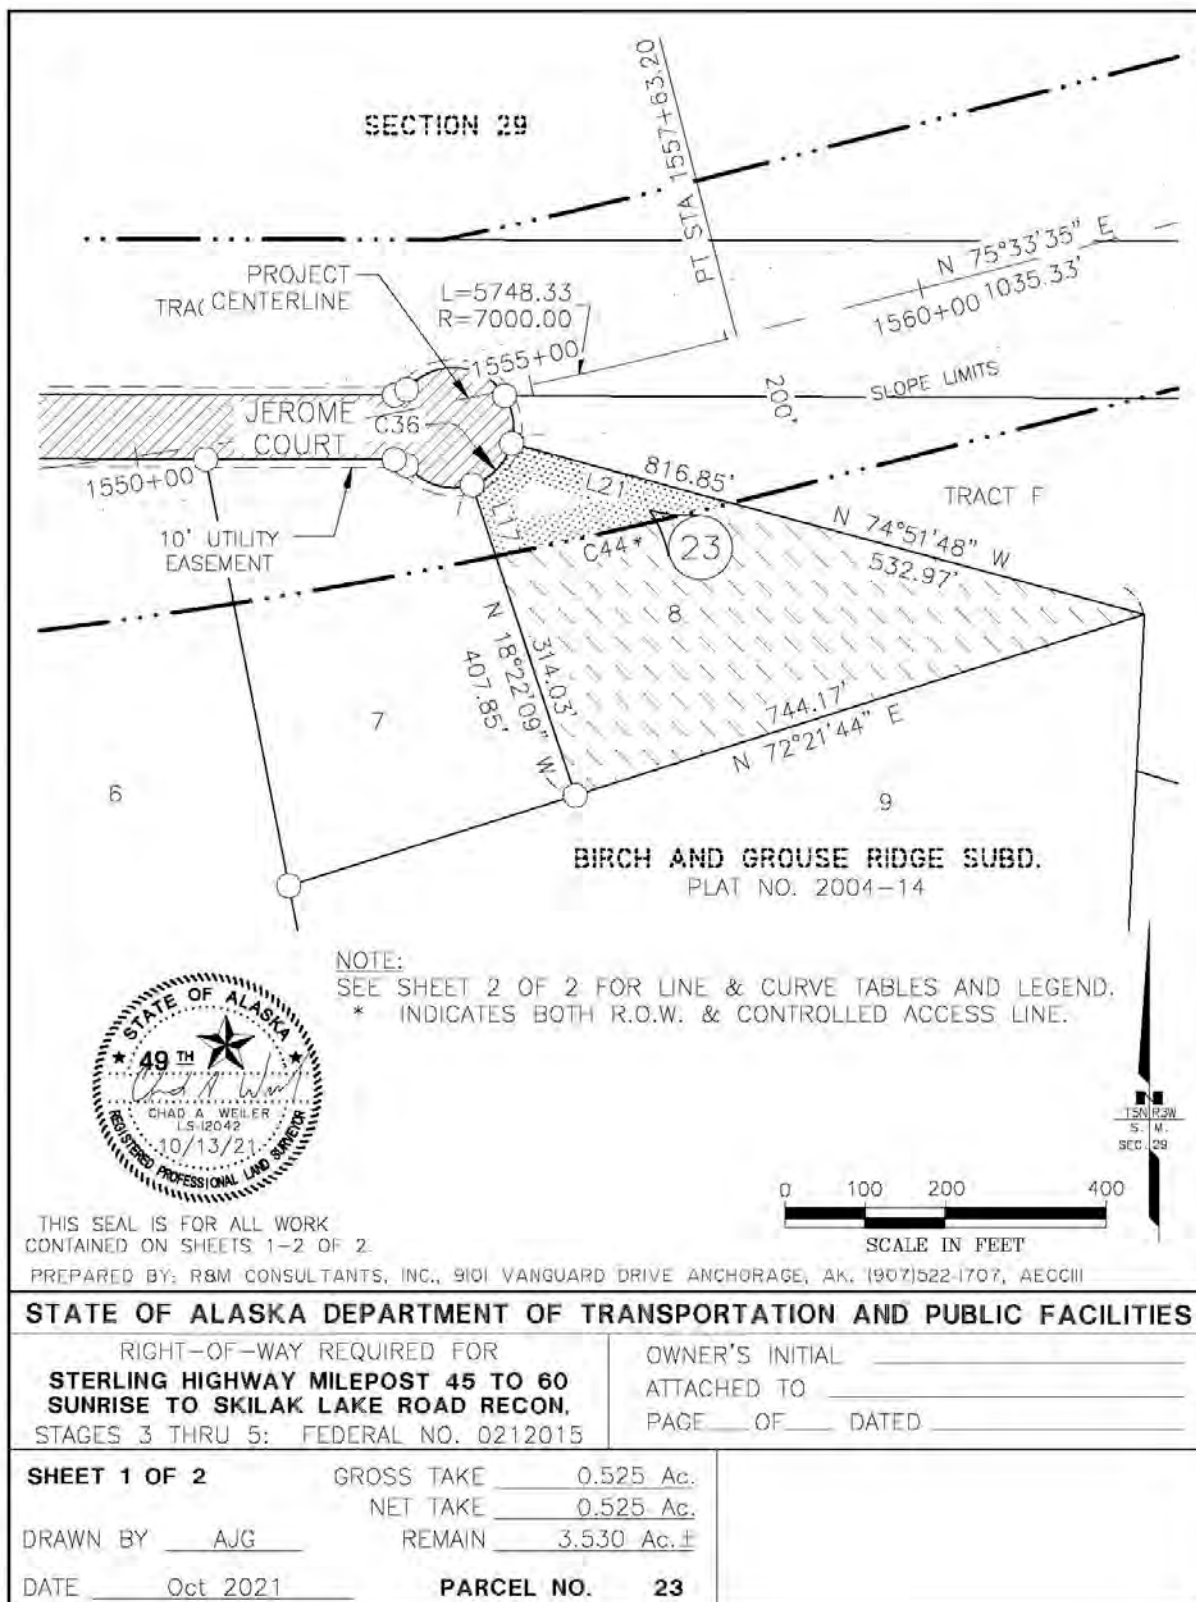 SECTION 29
PT STA 1557+63.20
N 75°33'35" E
1035.33'
1560+00
PROJECT
CENTERLINE
TRAC
L=5748.33
R=7000.00
1555+00
SLOPE LIMITS
200'
JEROME
COURT
C36
1550+00
10' UTILITY
EASEMENT
L21
816.85'
TRACT F
L17
C44*
23
N 74°51'48" W
532.97'
8
314.03'
N 18°22'09" W
407.85'
744.17'
N 72°21'44" E
7
6
9
BIRCH AND GROUSE RIDGE SUBD.
PLAT NO. 2004-14
NOTE:
SEE SHEET 2 OF 2 FOR LINE & CURVE TABLES AND LEGEND.
* INDICATES BOTH R.O.W. & CONTROLLED ACCESS LINE.
STATE OF ALASKA
49 TH
CHAD A. WEILER
LS-12042
10/13/21
REGISTERED PROFESSIONAL LAND SURVEYOR
N
T5N R3W
S. M.
SEC. 29
0 100 200 400
SCALE IN FEET
THIS SEAL IS FOR ALL WORK
CONTAINED ON SHEETS 1-2 OF 2.
PREPARED BY: R&M CONSULTANTS, INC., 9101 VANGUARD DRIVE ANCHORAGE, AK. (907)522-1707, AECC111
STATE OF ALASKA DEPARTMENT OF TRANSPORTATION AND PUBLIC FACILITIES
RIGHT-OF-WAY REQUIRED FOR
STERLING HIGHWAY MILEPOST 45 TO 60
SUNRISE TO SKILAK LAKE ROAD RECON.
STAGES 3 THRU 5: FEDERAL NO. 0212015
OWNER'S INITIAL
ATTACHED TO
PAGE OF DATED
SHEET 1 OF 2
GROSS TAKE 0.525 Ac.
NET TAKE 0.525 Ac.
DRAWN BY AJG
REMAIN 3.530 Ac.±
DATE Oct 2021
PARCEL NO. 23